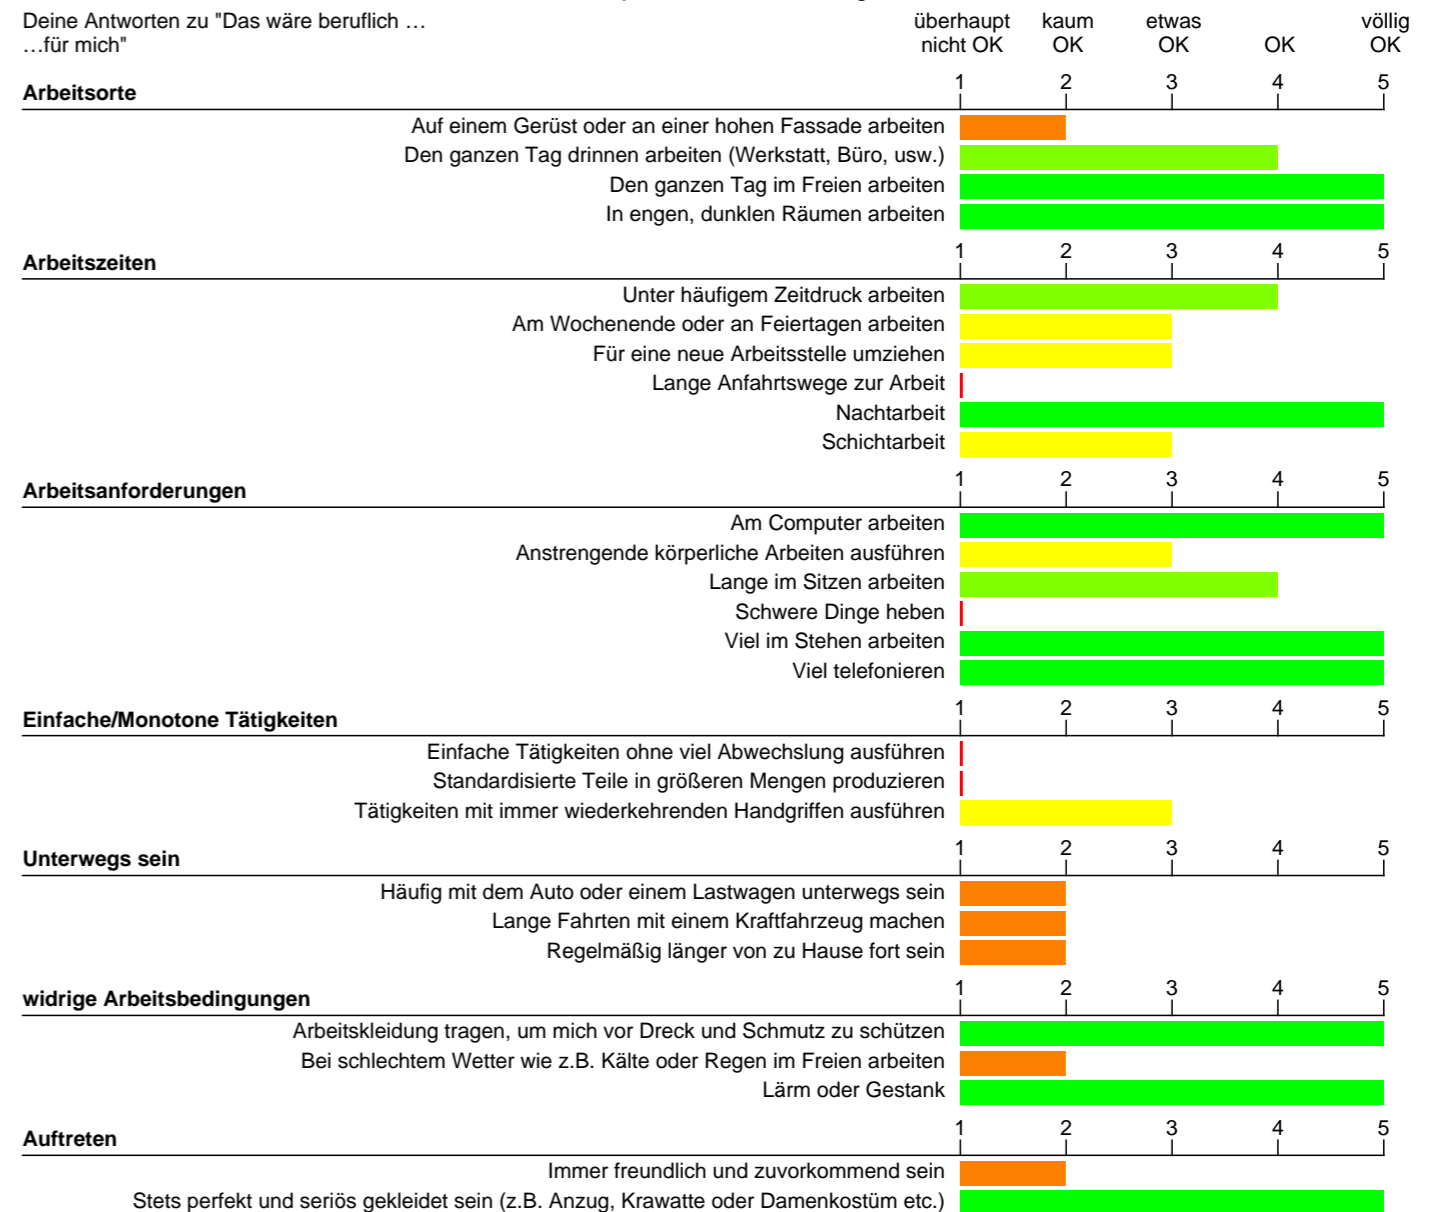 Deine Antworten zu "Das wäre beruflich … überhaupt kaum etwas völlig
…für mich" nicht OK OK OK OK OK
Arbeitsorte 1 2 3 4 5
Auf einem Gerüst oder an einer hohen Fassade arbeiten
Den ganzen Tag drinnen arbeiten (Werkstatt, Büro, usw.)
Den ganzen Tag im Freien arbeiten
In engen, dunklen Räumen arbeiten
Arbeitszeiten 1 2 3 4 5
Unter häufigem Zeitdruck arbeiten
Am Wochenende oder an Feiertagen arbeiten
Für eine neue Arbeitsstelle umziehen
Lange Anfahrtswege zur Arbeit
Nachtarbeit
Schichtarbeit
Arbeitsanforderungen 1 2 3 4 5
Am Computer arbeiten
Anstrengende körperliche Arbeiten ausführen
Lange im Sitzen arbeiten
Schwere Dinge heben
Viel im Stehen arbeiten
Viel telefonieren
Einfache/Monotone Tätigkeiten 1 2 3 4 5
Einfache Tätigkeiten ohne viel Abwechslung ausführen
Standardisierte Teile in größeren Mengen produzieren
Tätigkeiten mit immer wiederkehrenden Handgriffen ausführen
Unterwegs sein 1 2 3 4 5
Häufig mit dem Auto oder einem Lastwagen unterwegs sein
Lange Fahrten mit einem Kraftfahrzeug machen
Regelmäßig länger von zu Hause fort sein
widrige Arbeitsbedingungen 1 2 3 4 5
Arbeitskleidung tragen, um mich vor Dreck und Schmutz zu schützen
Bei schlechtem Wetter wie z.B. Kälte oder Regen im Freien arbeiten
Lärm oder Gestank
Auftreten 1 2 3 4 5
Immer freundlich und zuvorkommend sein
Stets perfekt und seriös gekleidet sein (z.B. Anzug, Krawatte oder Damenkostüm etc.)